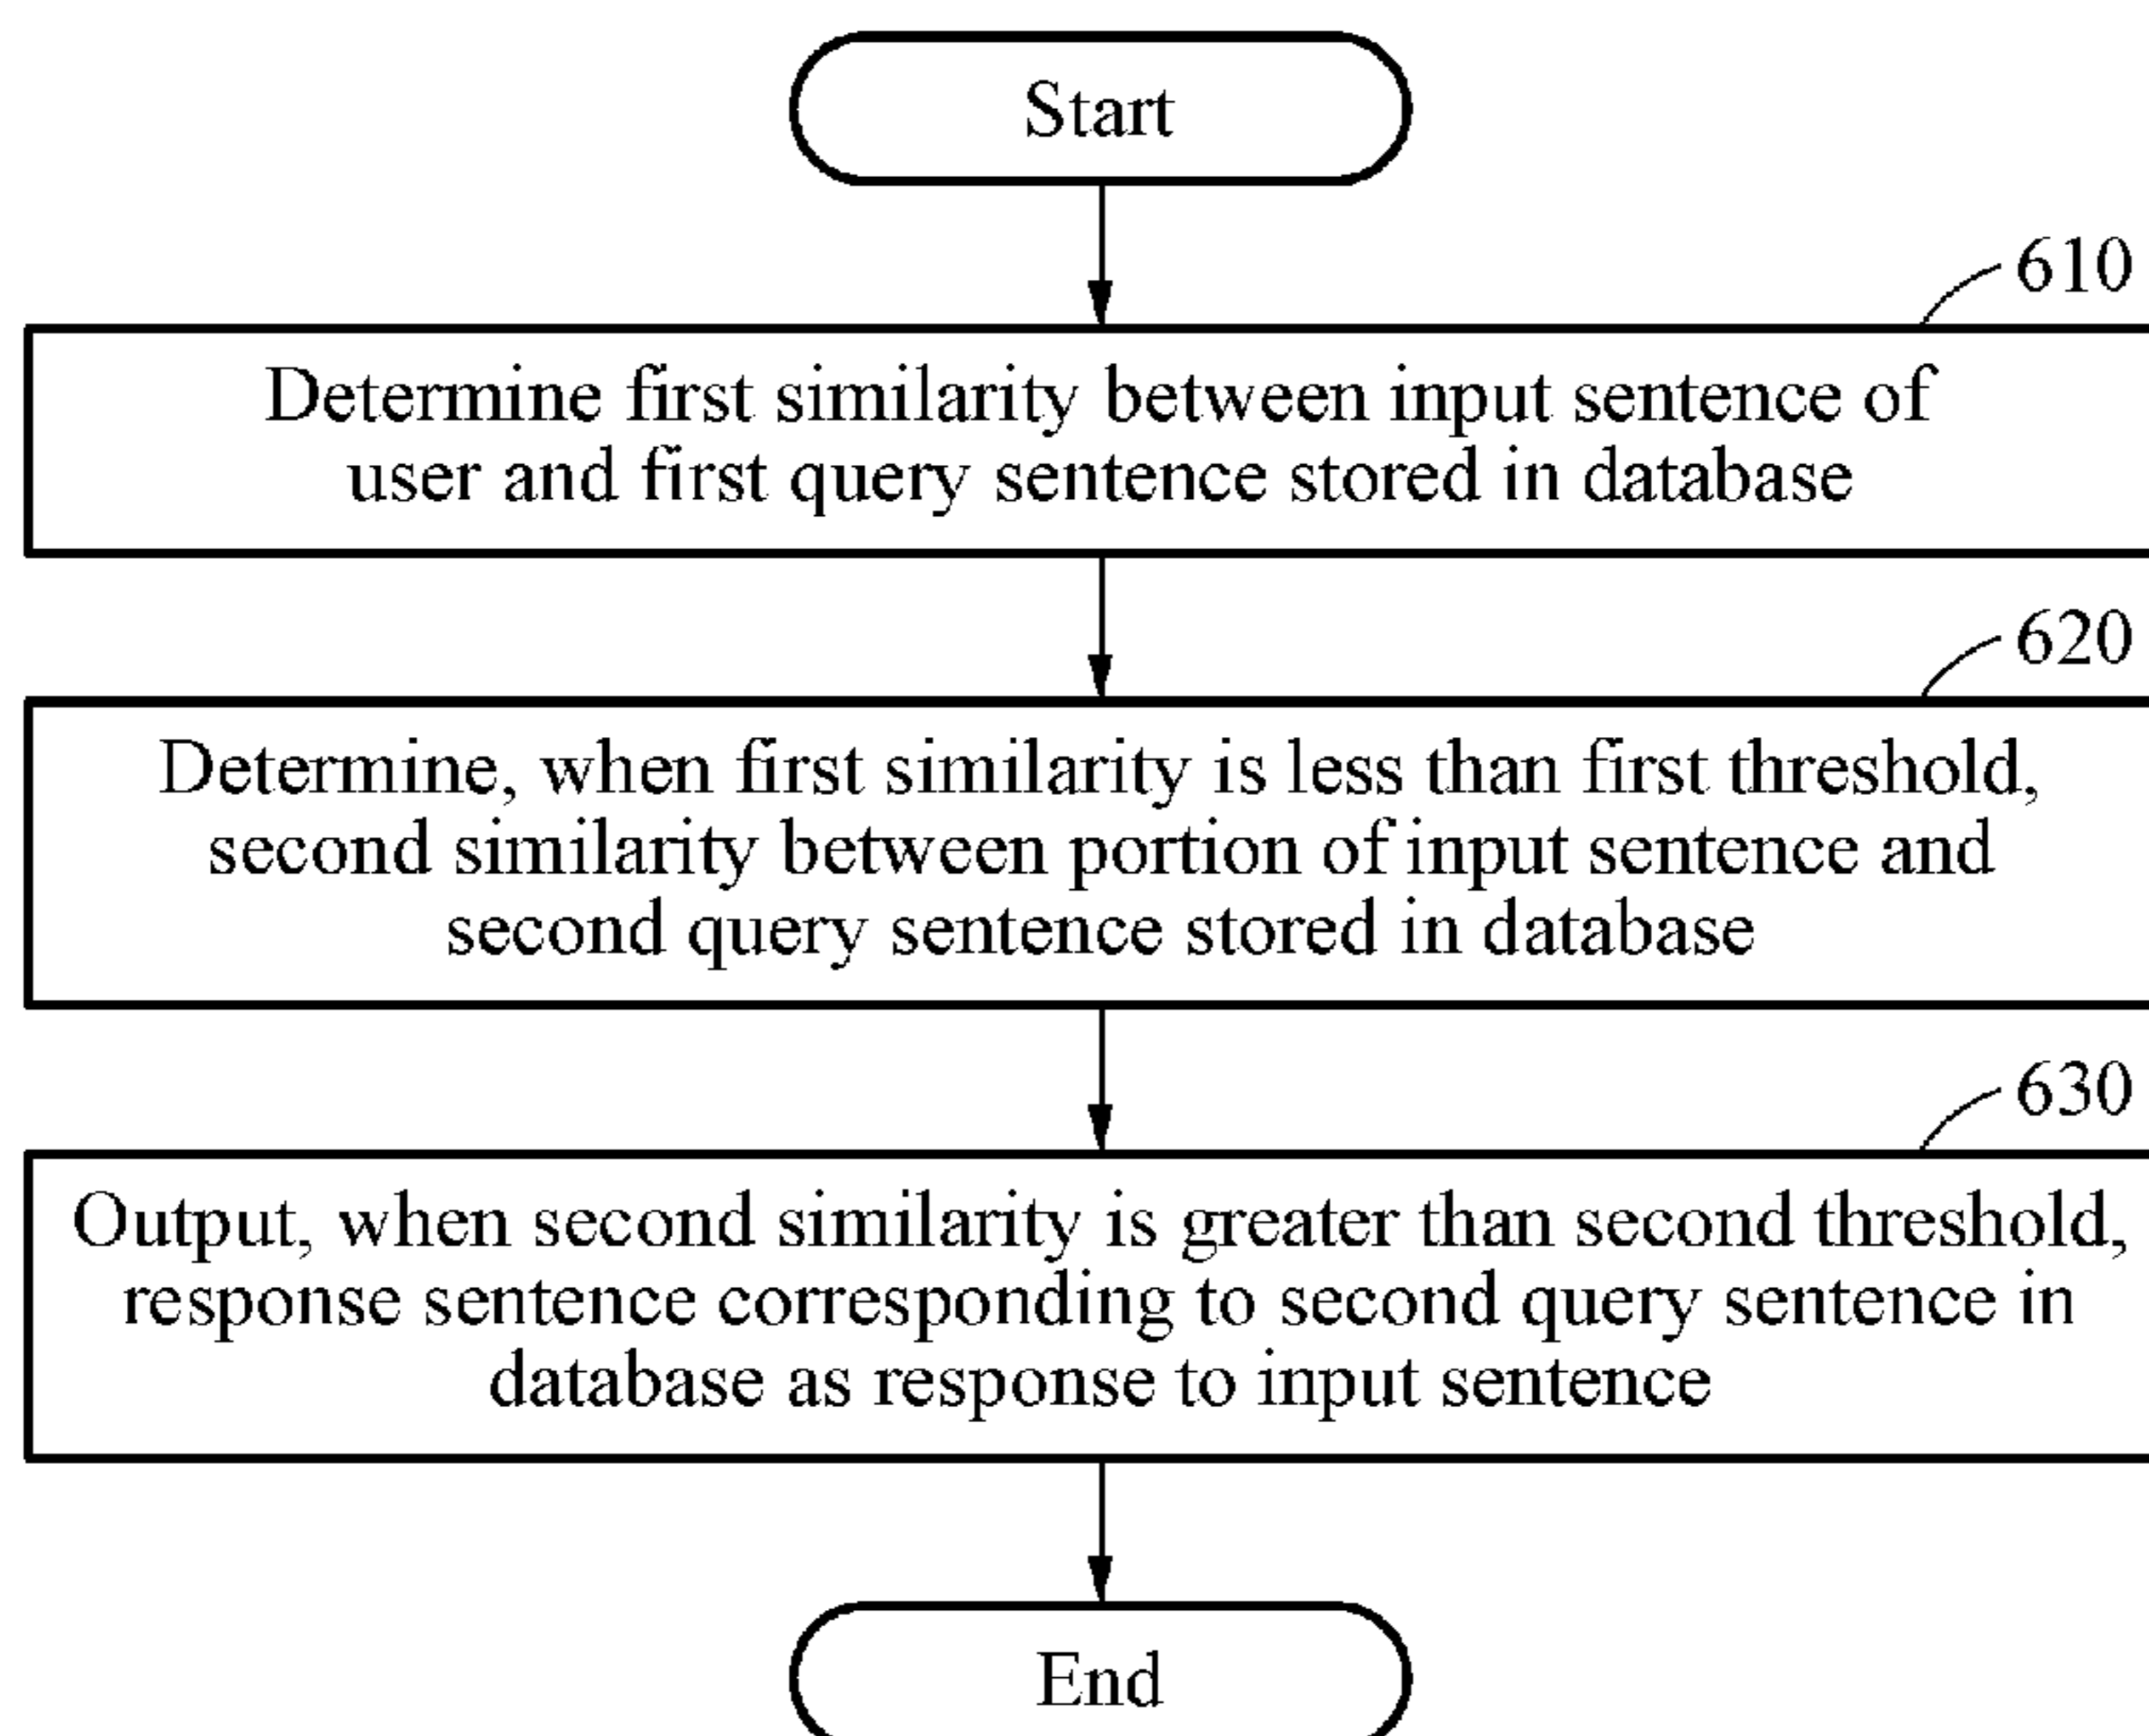 Start
610
Determine first similarity between input sentence of
user and first query sentence stored in database
620
Determine, when first similarity is less than first threshold,
second similarity between portion of input sentence and
second query sentence stored in database
630
Output, when second similarity is greater than second threshold,
response sentence corresponding to second query sentence in
database as response to input sentence
End